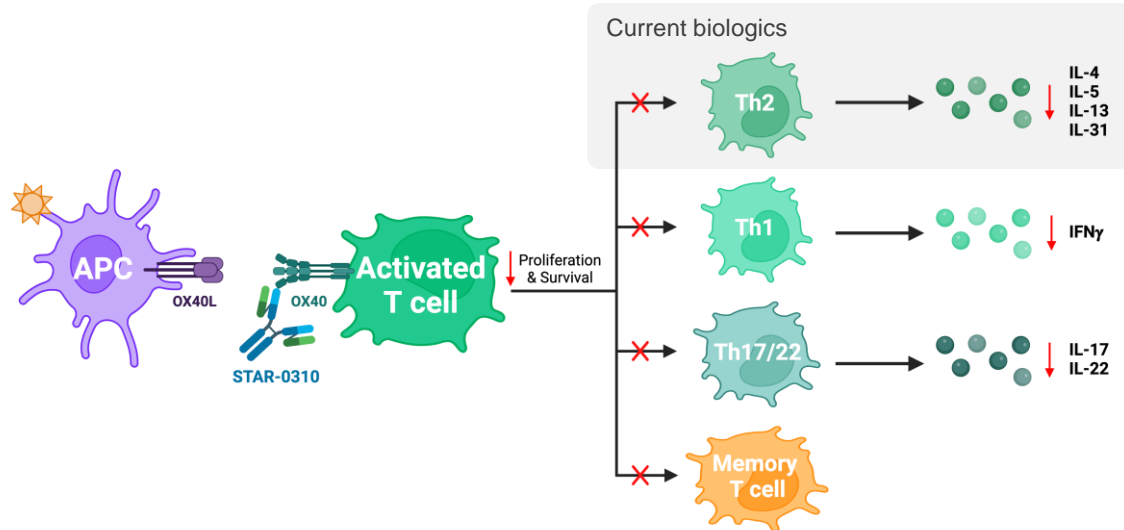 Current biologics
Th2
IL-4
IL-5
IL-13
IL-31
APC
OX40L
OX40
STAR-0310
Activated
T cell
Proliferation
& Survival
Th1
IFNγ
Th17/22
IL-17
IL-22
Memory
T cell